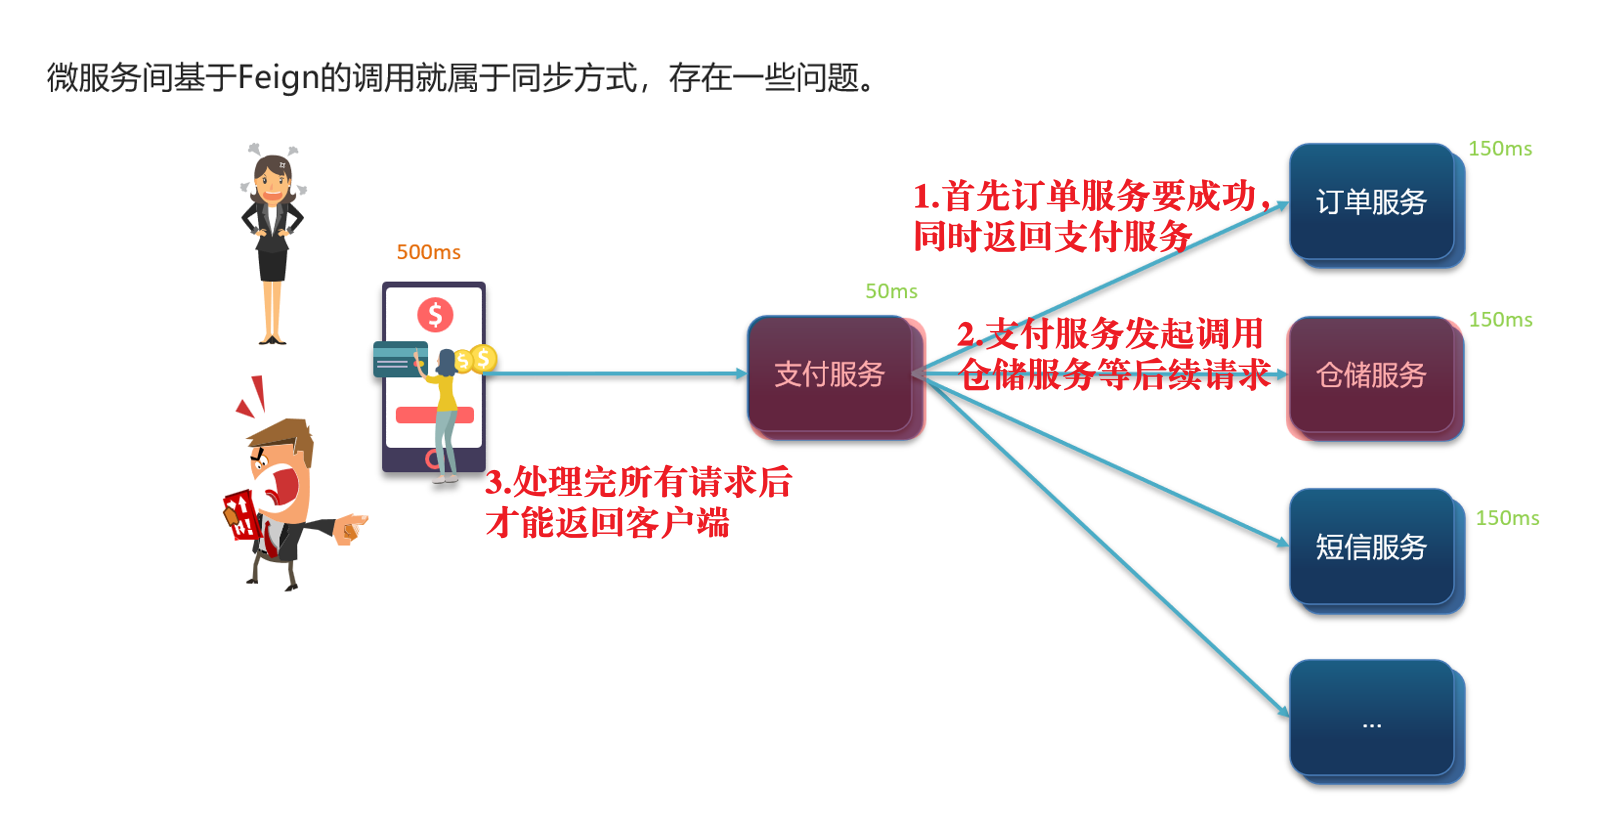 微服务间基于Feign的调用就属于同步方式，存在一些问题。
150ms
1.首先订单服务要成功，
同时返回支付服务
订单服务
500ms
$
50ms
2.支付服务发起调用
仓储服务等后续请求
150ms
支付服务
仓储服务
$
$
3.处理完所有请求后
才能返回客户端
150ms
短信服务
...